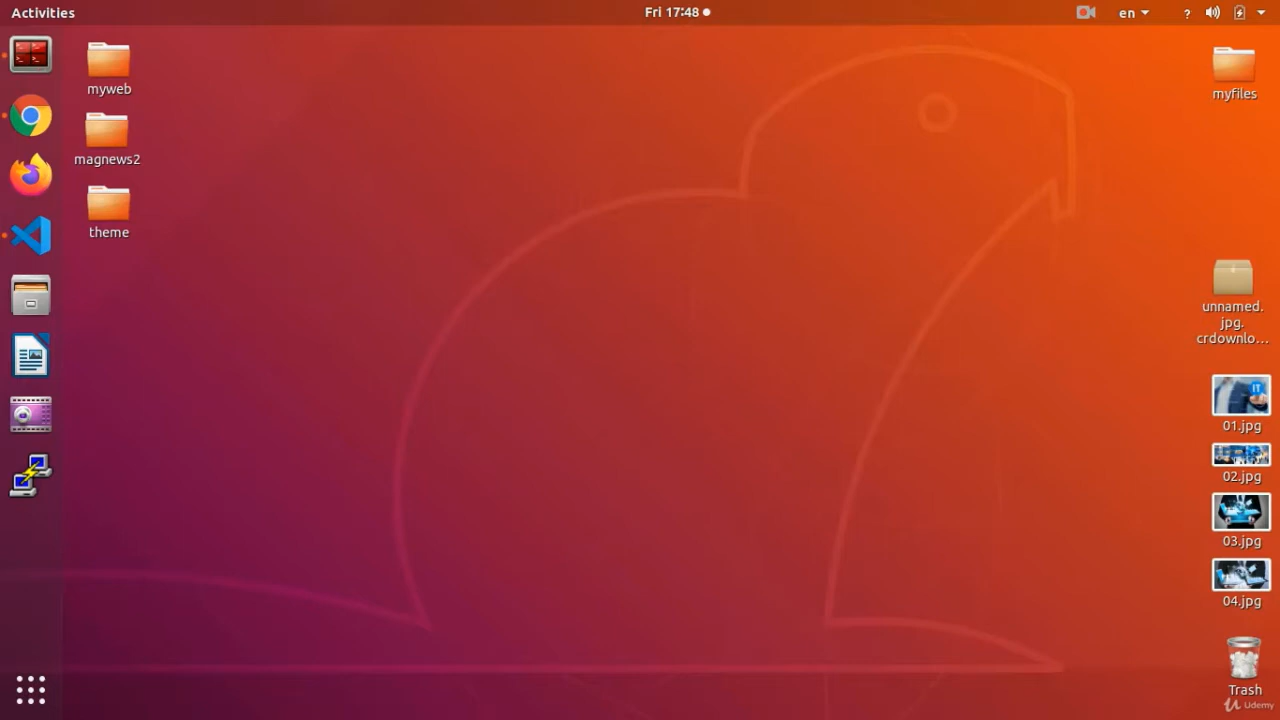 Activities
Fri 17:48
en
?
myweb
magnews2
theme
myfiles
unnamed.
jpg.
crdownlo...
IT
01.jpg
02.jpg
03.jpg
04.jpg
Trash
Udemy